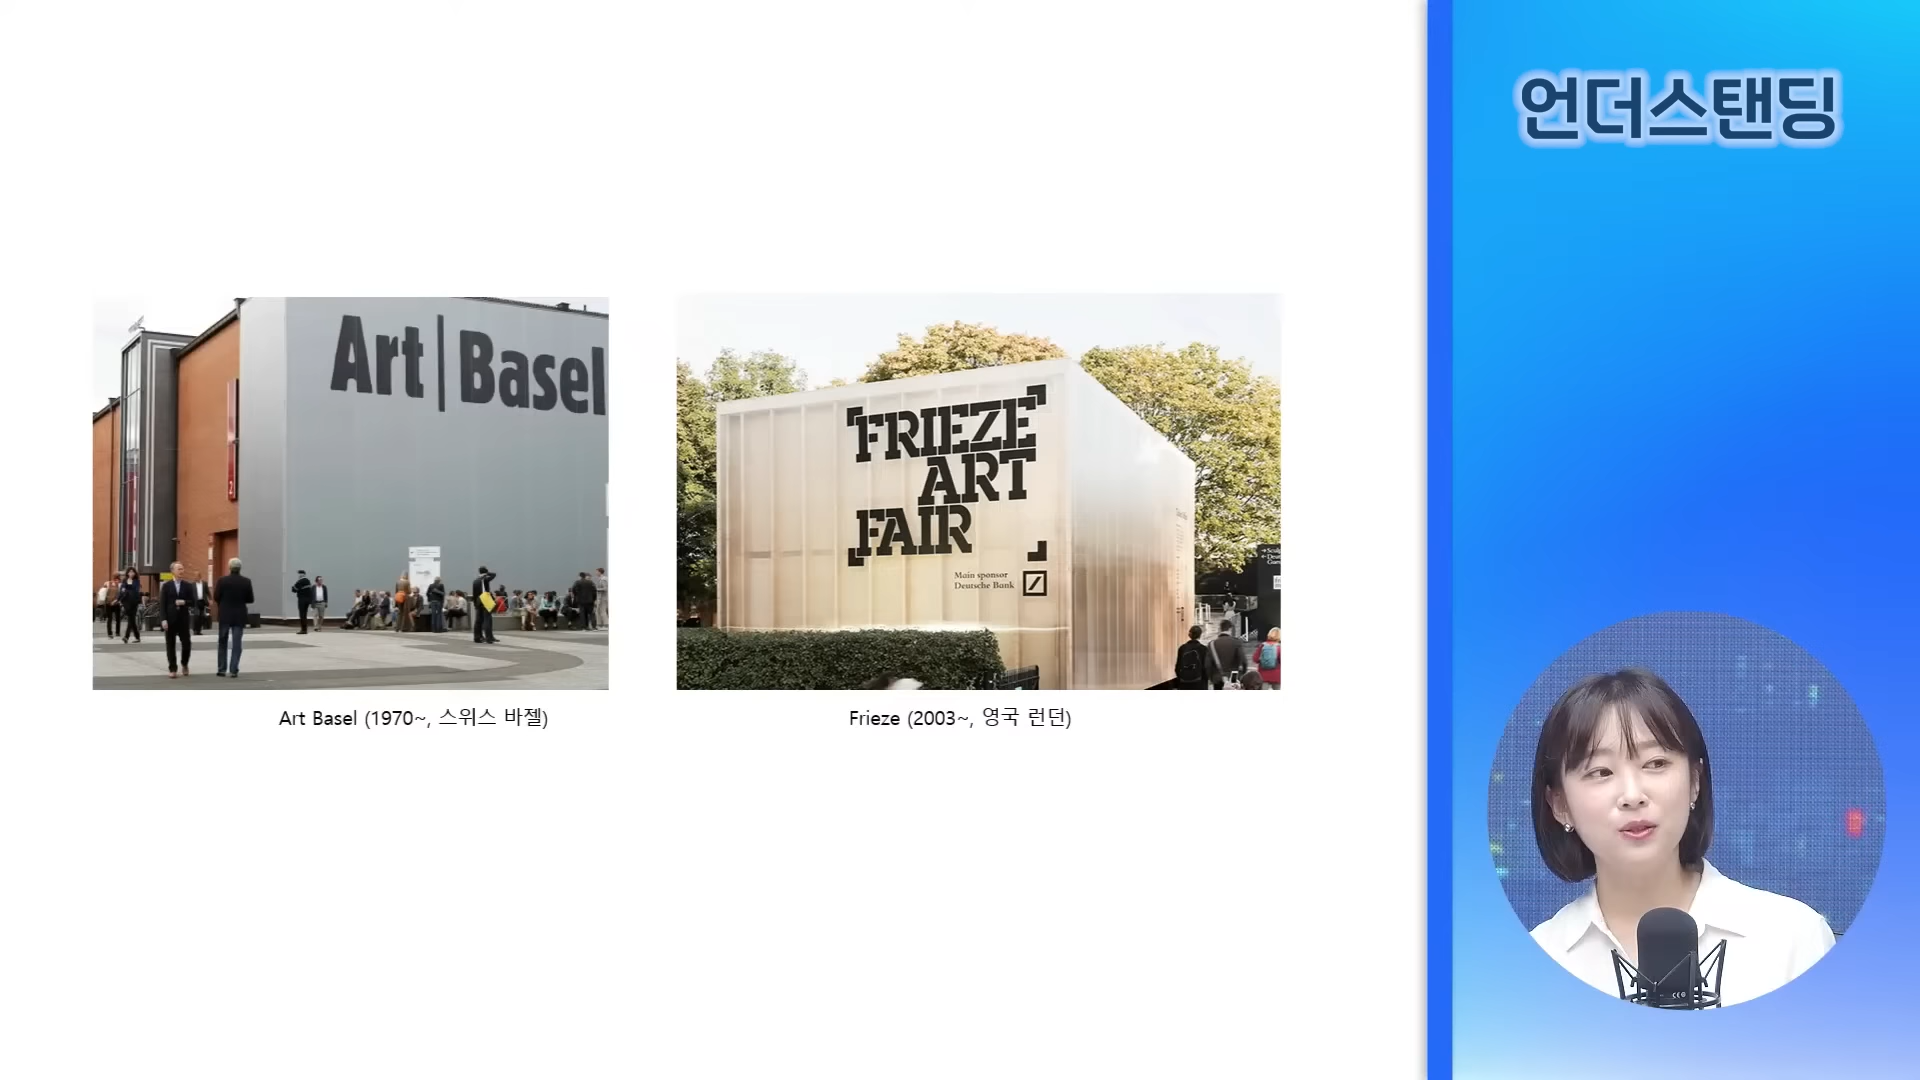 언더스탠딩
Art|Basel
2
FRIEZE
ART
FAIR
Main sponsor
Deutsche Bank
Art Basel (1970~, 스위스 바젤)
Frieze (2003~, 영국 런던)